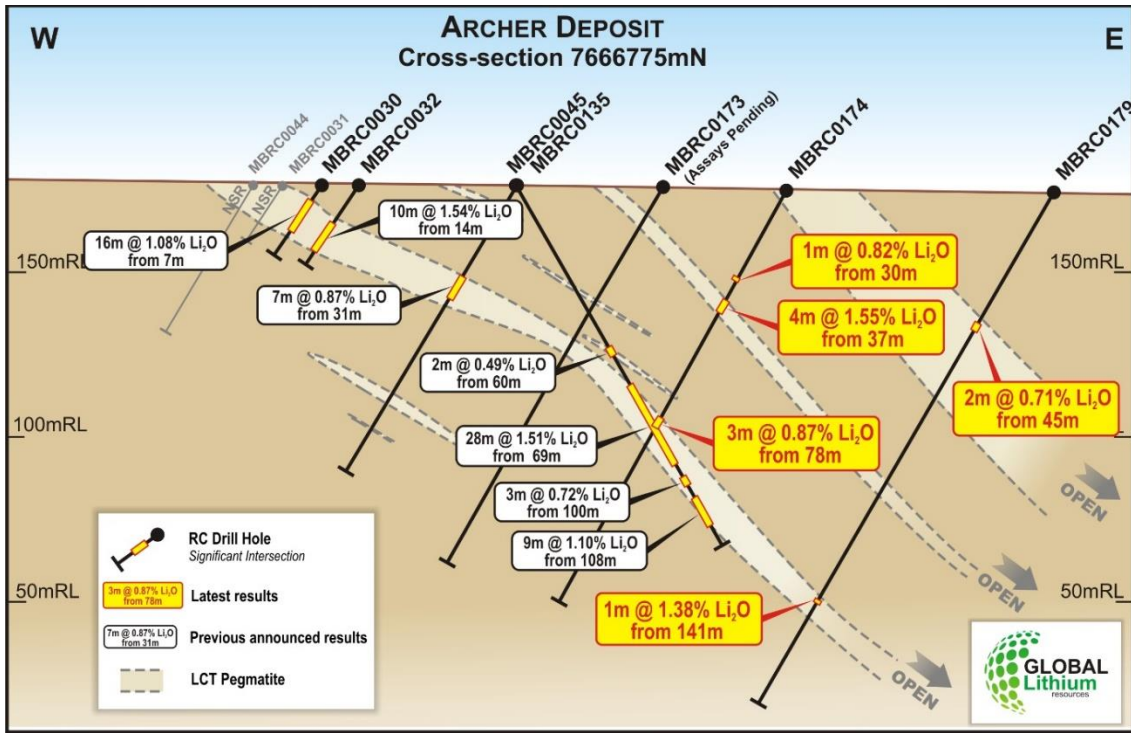 ARCHER DEPOSIT
Cross-section 7666775mN
W
E
MBRC0044
MBRC0031
MBRC0030
MBRC0032
MBRC0045
MBRC0135
MBRC0173
(Assays Pending)
MBRC0174
MBRC0179
NSR
NSR
16m @ 1.08% Li₂O
from 7m
10m @ 1.54% Li₂O
from 14m
150mRL
150mRL
1m @ 0.82% Li₂O
from 30m
7m @ 0.87% Li₂O
from 31m
4m @ 1.55% Li₂O
from 37m
2m @ 0.49% Li₂O
from 60m
2m @ 0.71% Li₂O
from 45m
100mRL
28m @ 1.51% Li₂O
from 69m
3m @ 0.87% Li₂O
from 78m
3m @ 0.72% Li₂O
from 100m
OPEN
9m @ 1.10% Li₂O
from 108m
OPEN
50mRL
50mRL
1m @ 1.38% Li₂O
from 141m
OPEN
RC Drill Hole
Significant Intersection
3m @ 0.87% Li₂O
from 78m
Latest results
7m @ 0.87% Li₂O
from 31m
Previous announced results
LCT Pegmatite
GLOBAL
Lithium
resources